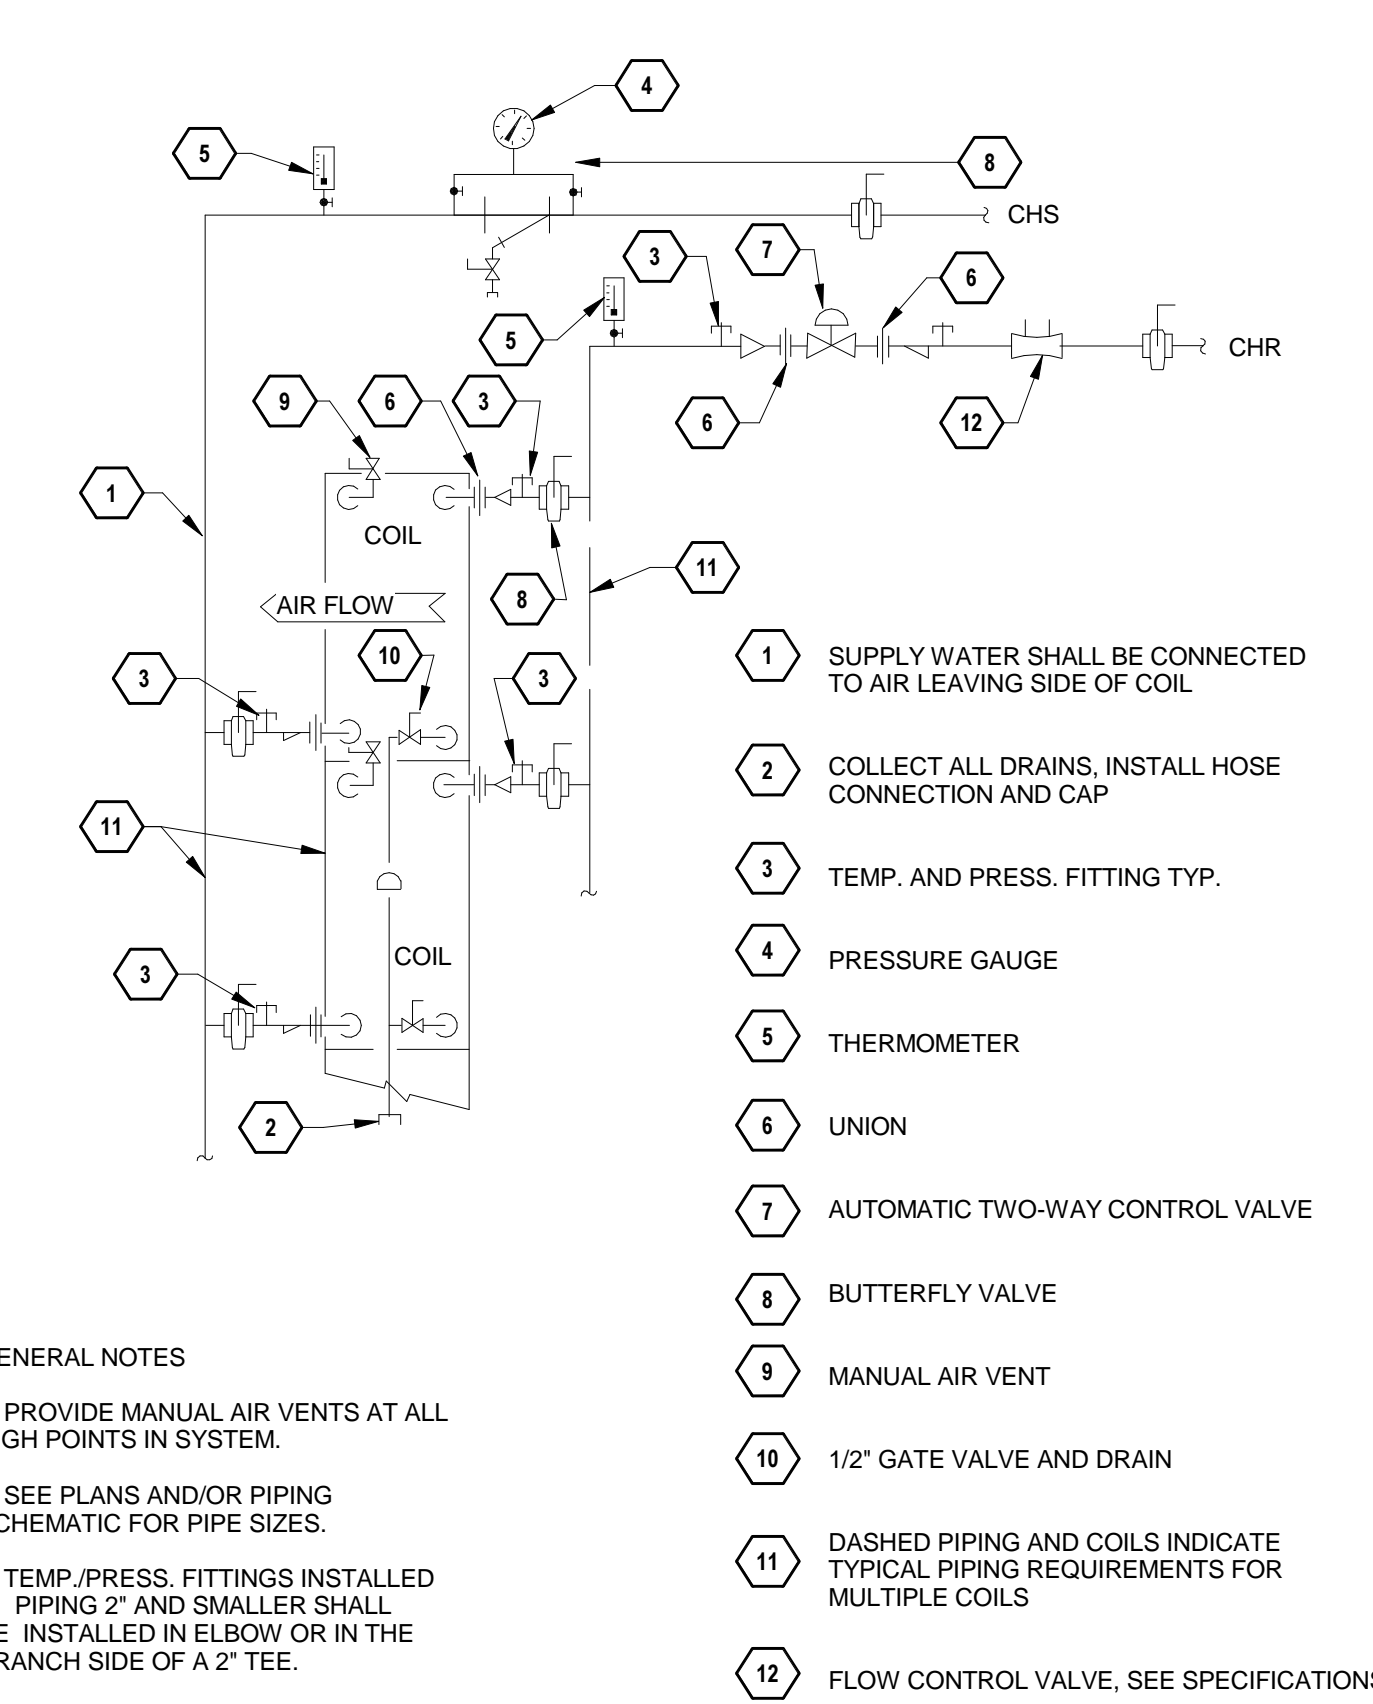 4
5
8
CHS
3
7
6
5
CHR
9
6
3
6
12
1
COIL
11
8
AIR FLOW
10
3
3
11
COIL
3
2
1 SUPPLY WATER SHALL BE CONNECTED
TO AIR LEAVING SIDE OF COIL
2 COLLECT ALL DRAINS, INSTALL HOSE
CONNECTION AND CAP
3 TEMP. AND PRESS. FITTING TYP.
4 PRESSURE GAUGE
5 THERMOMETER
6 UNION
7 AUTOMATIC TWO-WAY CONTROL VALVE
8 BUTTERFLY VALVE
9 MANUAL AIR VENT
10 1/2" GATE VALVE AND DRAIN
11 DASHED PIPING AND COILS INDICATE
TYPICAL PIPING REQUIREMENTS FOR
MULTIPLE COILS
12 FLOW CONTROL VALVE, SEE SPECIFICATIONS
ENERAL NOTES
PROVIDE MANUAL AIR VENTS AT ALL
GH POINTS IN SYSTEM.
SEE PLANS AND/OR PIPING
CHEMATIC FOR PIPE SIZES.
TEMP./PRESS. FITTINGS INSTALLED
PIPING 2" AND SMALLER SHALL
E INSTALLED IN ELBOW OR IN THE
RANCH SIDE OF A 2" TEE.